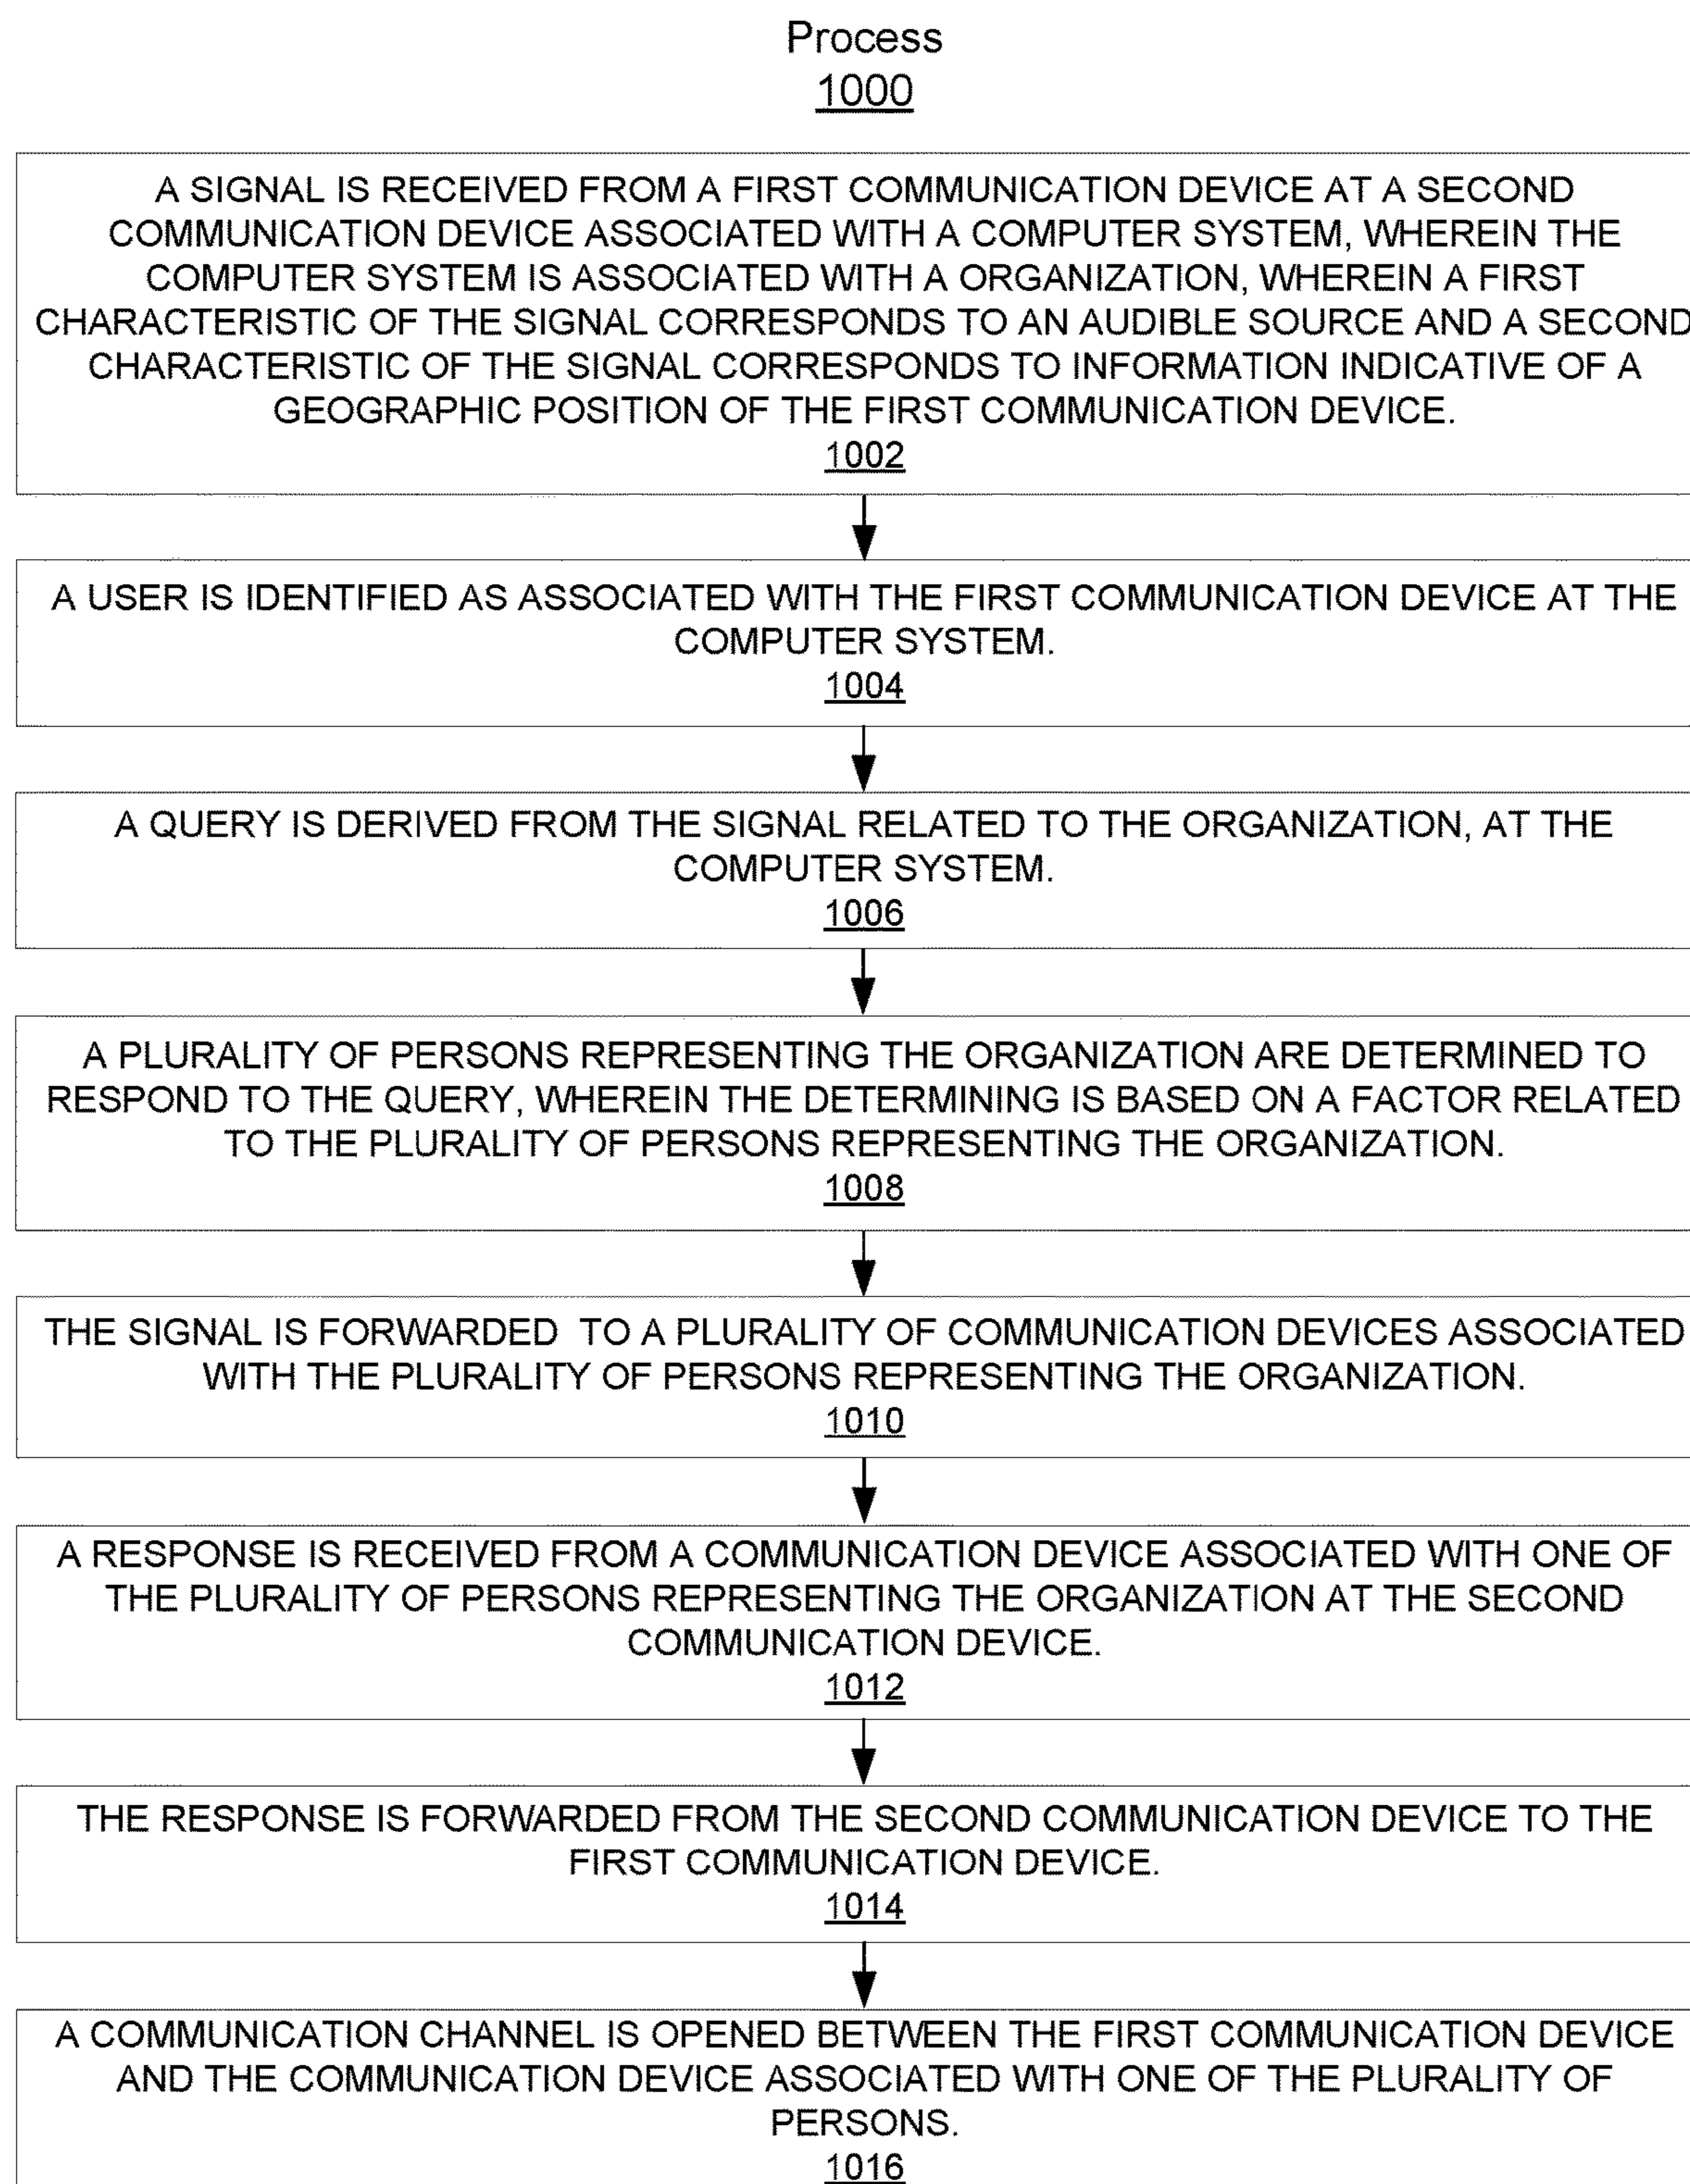 Process
1000
A SIGNAL IS RECEIVED FROM A FIRST COMMUNICATION DEVICE AT A SECOND
COMMUNICATION DEVICE ASSOCIATED WITH A COMPUTER SYSTEM, WHEREIN THE
COMPUTER SYSTEM IS ASSOCIATED WITH A ORGANIZATION, WHEREIN A FIRST
CHARACTERISTIC OF THE SIGNAL CORRESPONDS TO AN AUDIBLE SOURCE AND A SECOND
CHARACTERISTIC OF THE SIGNAL CORRESPONDS TO INFORMATION INDICATIVE OF A
GEOGRAPHIC POSITION OF THE FIRST COMMUNICATION DEVICE.
1002
A USER IS IDENTIFIED AS ASSOCIATED WITH THE FIRST COMMUNICATION DEVICE AT THE
COMPUTER SYSTEM.
1004
A QUERY IS DERIVED FROM THE SIGNAL RELATED TO THE ORGANIZATION, AT THE
COMPUTER SYSTEM.
1006
A PLURALITY OF PERSONS REPRESENTING THE ORGANIZATION ARE DETERMINED TO
RESPOND TO THE QUERY, WHEREIN THE DETERMINING IS BASED ON A FACTOR RELATED
TO THE PLURALITY OF PERSONS REPRESENTING THE ORGANIZATION.
1008
THE SIGNAL IS FORWARDED TO A PLURALITY OF COMMUNICATION DEVICES ASSOCIATED
WITH THE PLURALITY OF PERSONS REPRESENTING THE ORGANIZATION.
1010
A RESPONSE IS RECEIVED FROM A COMMUNICATION DEVICE ASSOCIATED WITH ONE OF
THE PLURALITY OF PERSONS REPRESENTING THE ORGANIZATION AT THE SECOND
COMMUNICATION DEVICE.
1012
THE RESPONSE IS FORWARDED FROM THE SECOND COMMUNICATION DEVICE TO THE
FIRST COMMUNICATION DEVICE.
1014
A COMMUNICATION CHANNEL IS OPENED BETWEEN THE FIRST COMMUNICATION DEVICE
AND THE COMMUNICATION DEVICE ASSOCIATED WITH ONE OF THE PLURALITY OF
PERSONS.
1016